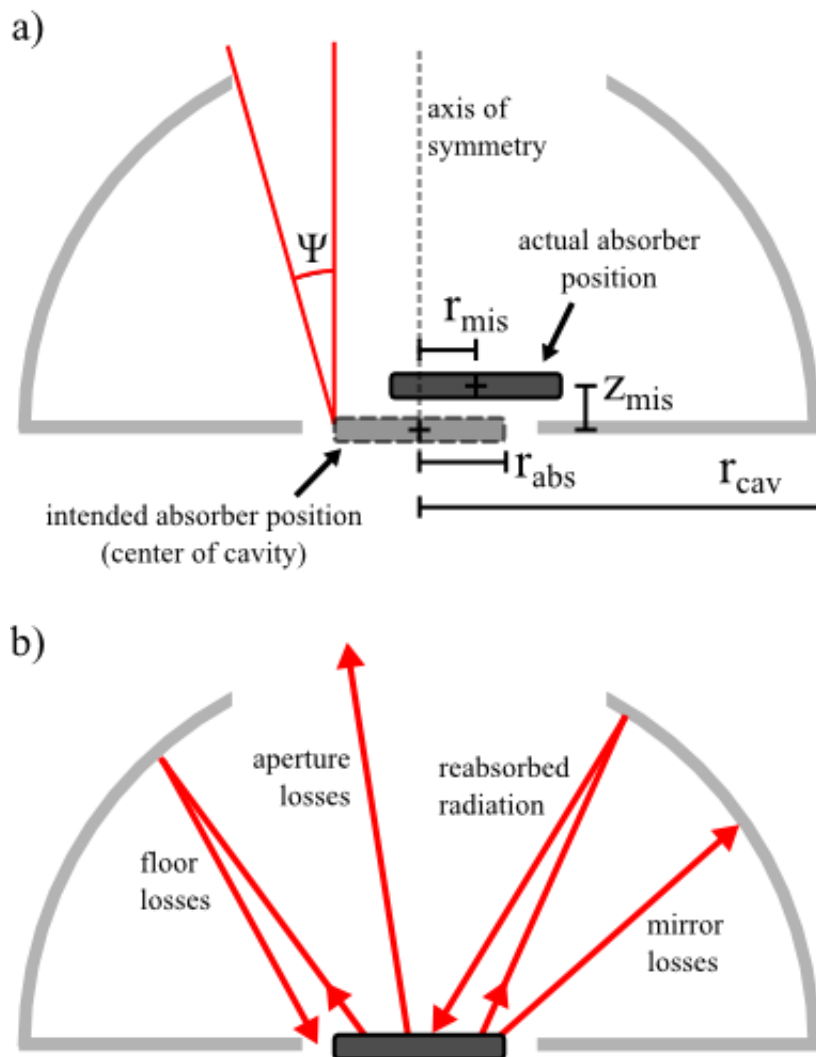 a)
axis of
symmetry
Ψ
actual absorber
position
r_mis
z_mis
r_abs
r_cav
intended absorber position
(center of cavity)
b)
aperture
losses
reabsorbed
radiation
floor
losses
mirror
losses